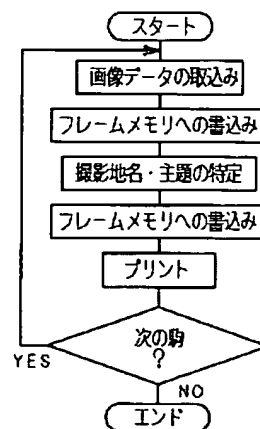 スタート
画像データの取込み
フレームメモリへの書込み
撮影地名・主題の特定
フレームメモリへの書込み
プリント
次の駒
?
YES
NO
エンド